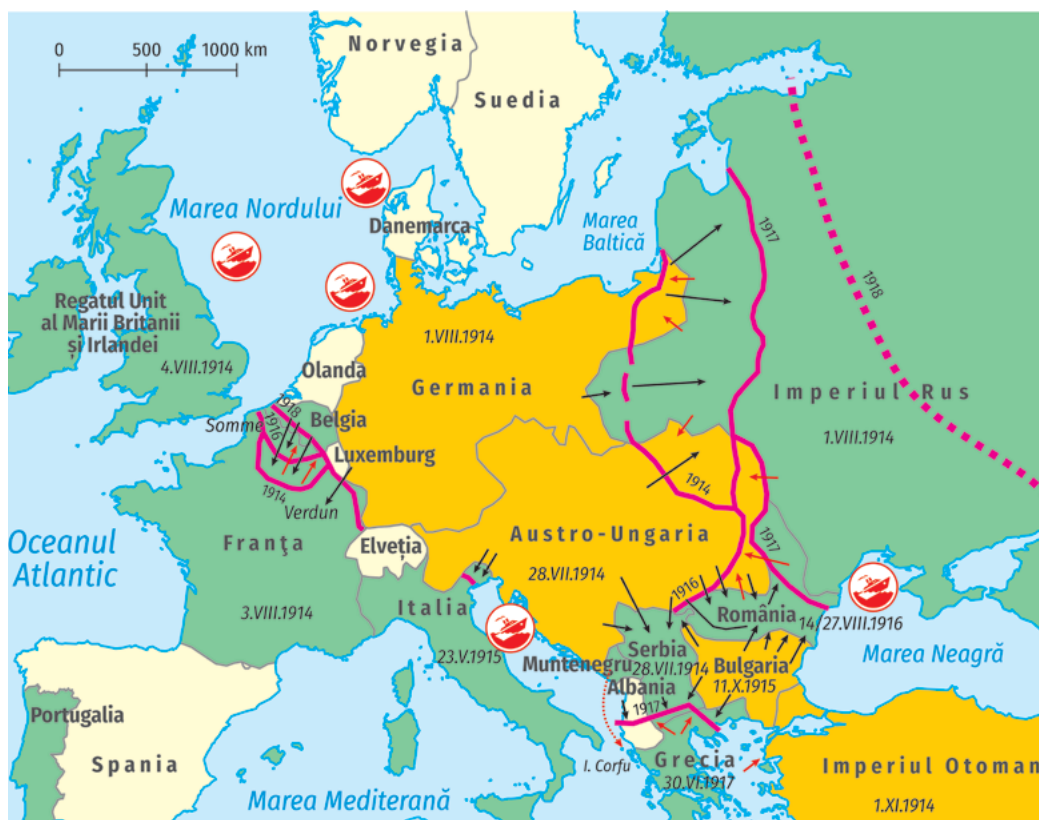 0 500 1000 km
Norvegia
Suedia
Marea Nordului
Danemarca
Marea
Baltică
1917
1918
Regatul Unit
al Marii Britanii
și Irlandei
4.VIII.1914
1.VIII.1914
Germania
Olanda
Imperiul Rus
1.VIII.1914
1918
Somme
1916
Belgia
Luxemburg
1914
Verdun
1914
Oceanul
Atlantic
Franţa
Elveția
Austro-Ungaria
28.VII.1914
1917
3.VIII.1914
Italia
23.V.1915
1916
România
14/27.VIII.1916
Marea Neagră
Serbia
28.VII.1914
Muntenegru
Bulgaria
11.X.1915
Albania
1917
Portugalia
Spania
I. Corfu
Grecia
30.VI.1917
Imperiul Otoman
1.XI.1914
Marea Mediterană